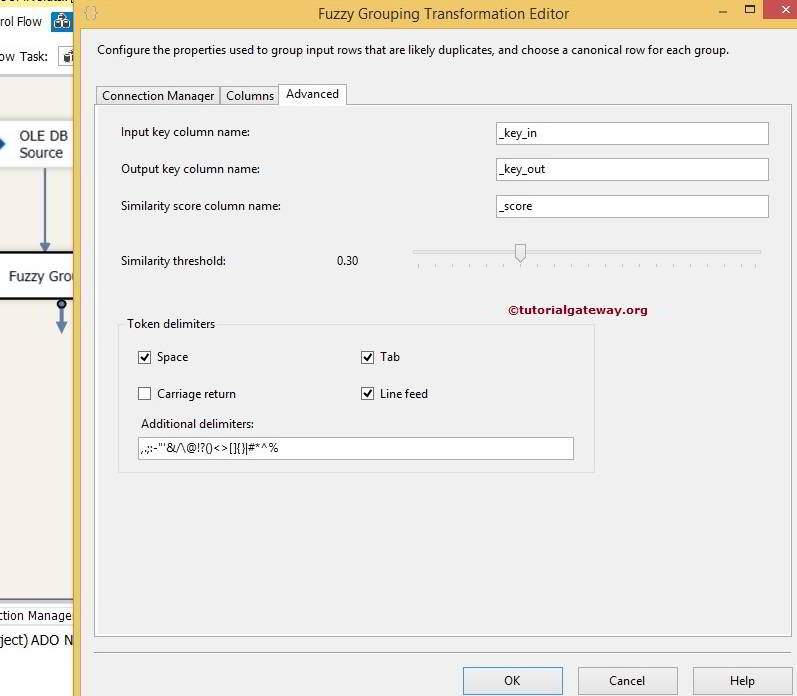 Fuzzy Grouping Transformation Editor
rol Flow
Configure the properties used to group input rows that are likely duplicates, and choose a canonical row for each group.
ow Task:
Connection Manager Columns Advanced
OLE DB
Source
Input key column name: _key_in
Output key column name: _key_out
Similarity score column name: _score
Similarity threshold: 0.30
Fuzzy Gro
©tutorialgateway.org
Token delimiters
Space Tab
Carriage return Line feed
Additional delimiters:
,.;:-"'&/\@!?()<>[]{}|#*^%
ction Manage
ject) ADO N
OK Cancel Help